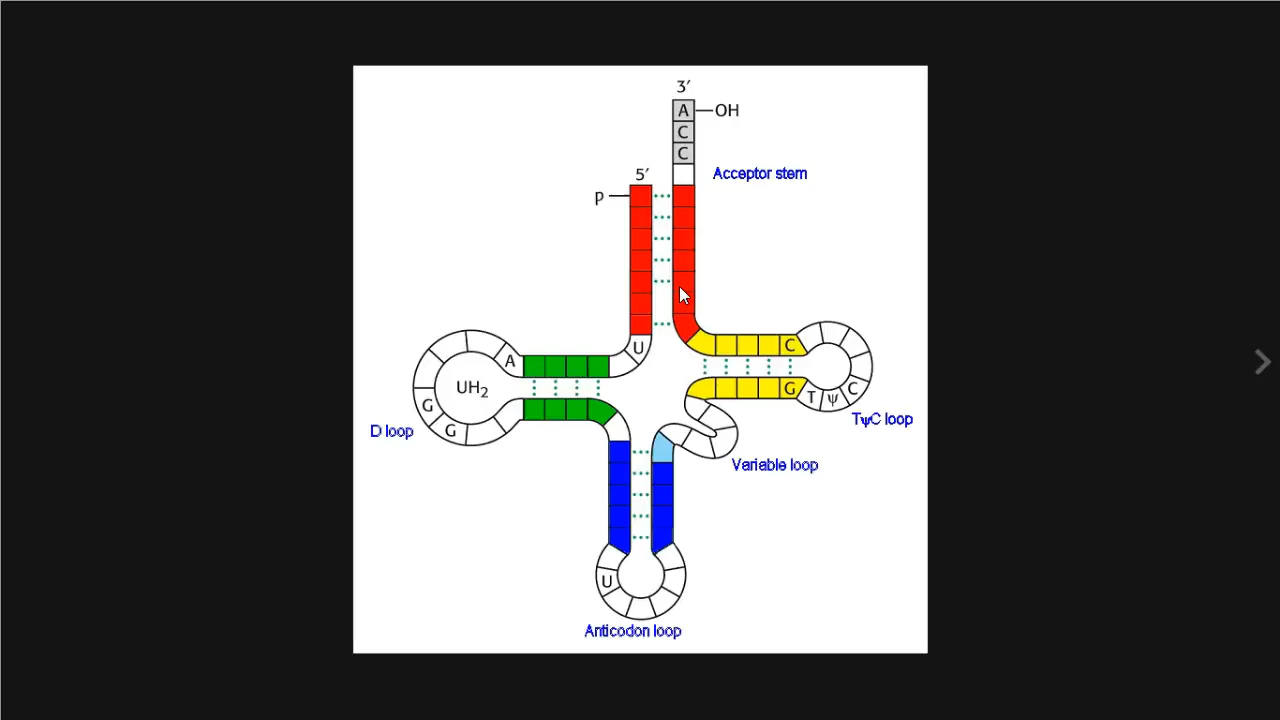 3′
A—OH
C
C
Acceptor stem
5′
p
U
C
A
UH₂
G
T
ψ
C
G
G
TψC loop
D loop
Variable loop
U
Anticodon loop